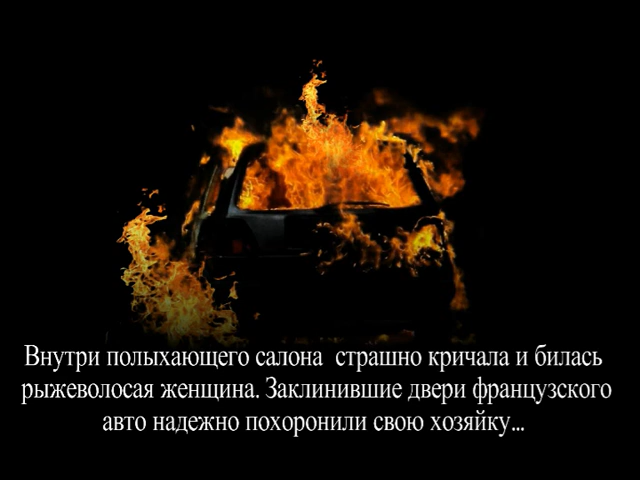 Внутри полыхающего салона страшно кричала и билась
рыжеволосая женщина. Заклинившие двери французского
авто надежно похоронили свою хозяйку...